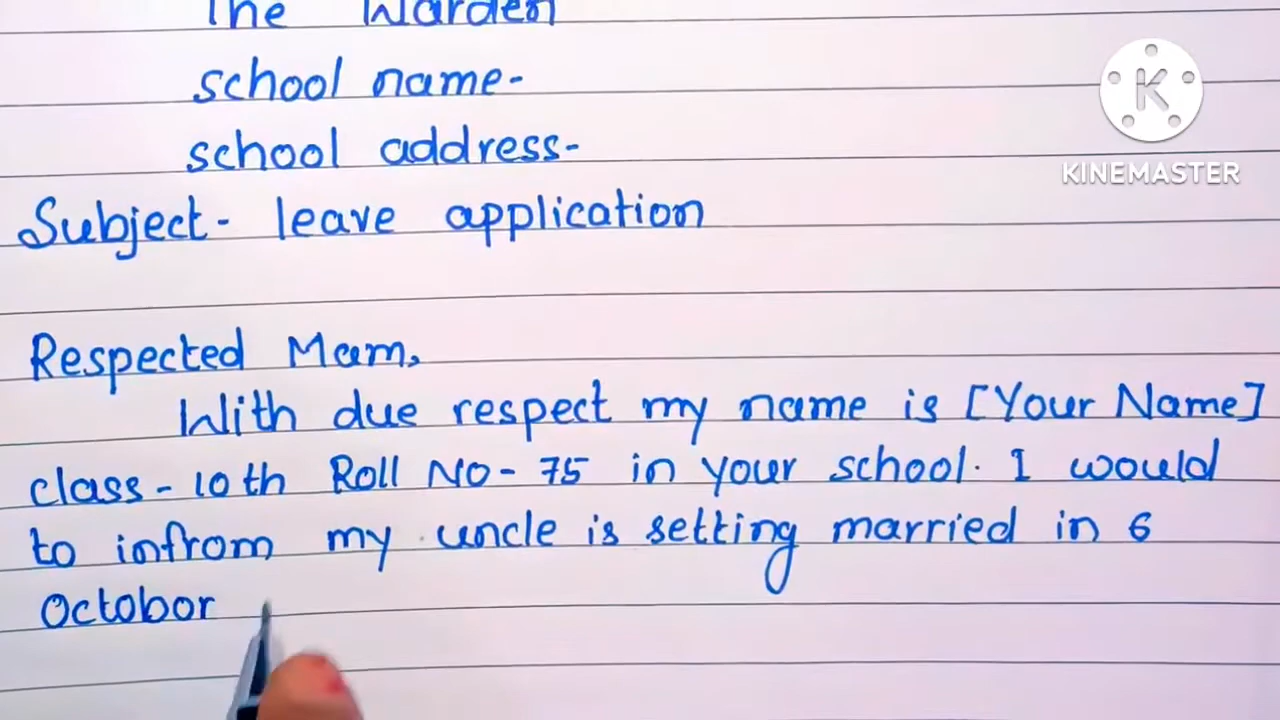 The Warden
school name-
school address-
Subject- leave application
Respected Mam,
With due respect my name is [Your Name]
class-10th Roll No-75 in your school. I would
to infrom my uncle is setting married in 6
Octobor
KINEMASTER